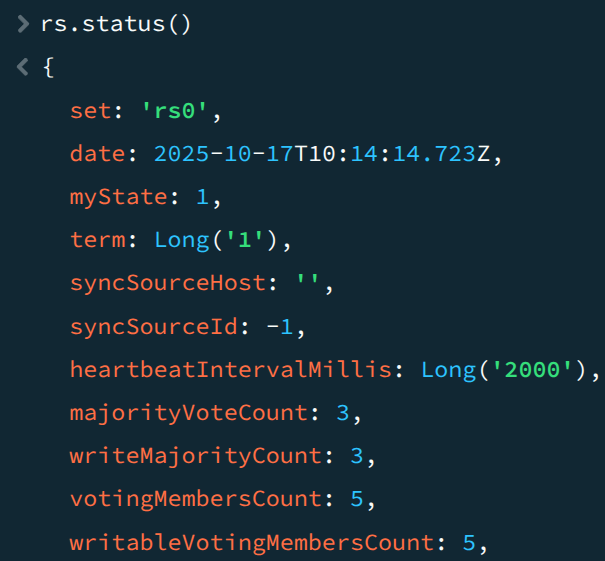 > rs.status()
< {
set: 'rs0',
date: 2025-10-17T10:14:14.723Z,
myState: 1,
term: Long('1'),
syncSourceHost: '',
syncSourceId: -1,
heartbeatIntervalMillis: Long('2000'),
majorityVoteCount: 3,
writeMajorityCount: 3,
votingMembersCount: 5,
writableVotingMembersCount: 5,